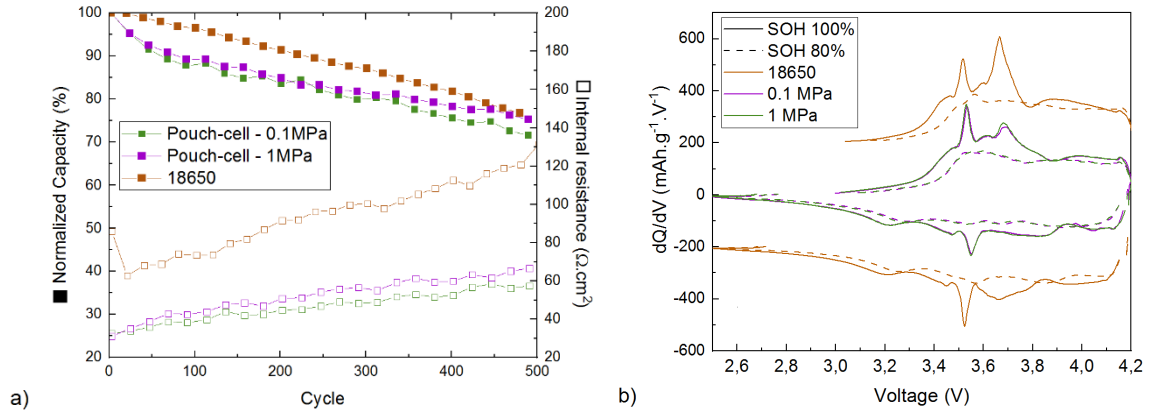 100
90
80
70
60
50
40
30
20
■ Normalized Capacity (%)
200
180
160
140
120
100
80
60
40
20
□ Internal resistance (Ω.cm²)
Pouch-cell - 0.1MPa
Pouch-cell - 1MPa
18650
0 100 200 300 400 500
Cycle
a)
600
400
200
0
-200
-400
-600
dQ/dV (mAh.g⁻¹.V⁻¹)
SOH 100%
SOH 80%
18650
0.1 MPa
1 MPa
2,6 2,8 3,0 3,2 3,4 3,6 3,8 4,0 4,2
Voltage (V)
b)